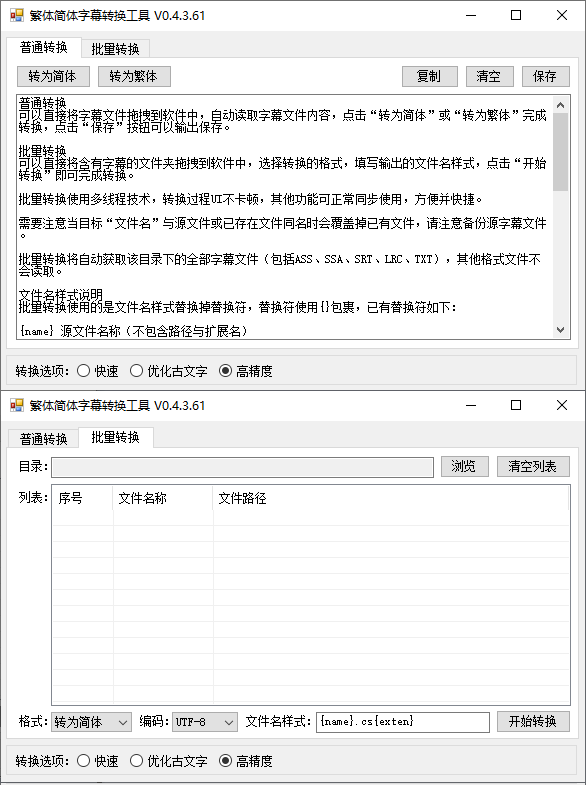 繁体简体字幕转换工具 V0.4.3.61
普通转换 批量转换
转为简体 转为繁体 复制 清空 保存
普通转换
可以直接将字幕文件拖拽到软件中，自动读取字幕文件内容，点击“转为简体”或“转为繁体”完成
转换，点击“保存”按钮可以输出保存。
批量转换
可以直接将含有字幕的文件夹拖拽到软件中，选择转换的格式，填写输出的文件名样式，点击“开始
转换”即可完成转换。
批量转换使用多线程技术，转换过程UI不卡顿，其他功能可正常同步使用，方便并快捷。
需要注意当目标“文件名”与源文件或已存在文件同名时会覆盖掉已有文件，请注意备份源字幕文件
。
批量转换将自动获取该目录下的全部字幕文件（包括ASS、SSA、SRT、LRC、TXT），其他格式文件不
会读取。
文件名样式说明
批量转换使用的是文件名样式替换掉替换符，替换符使用{}包裹，已有替换符如下：
{name} 源文件名称（不包含路径与扩展名）
转换选项： 快速 优化古文字 高精度
繁体简体字幕转换工具 V0.4.3.61
普通转换 批量转换
目录： 浏览 清空列表
列表： 序号 文件名称 文件路径
格式： 转为简体 编码： UTF-8 文件名样式： {name}.cs{exten} 开始转换
转换选项： 快速 优化古文字 高精度